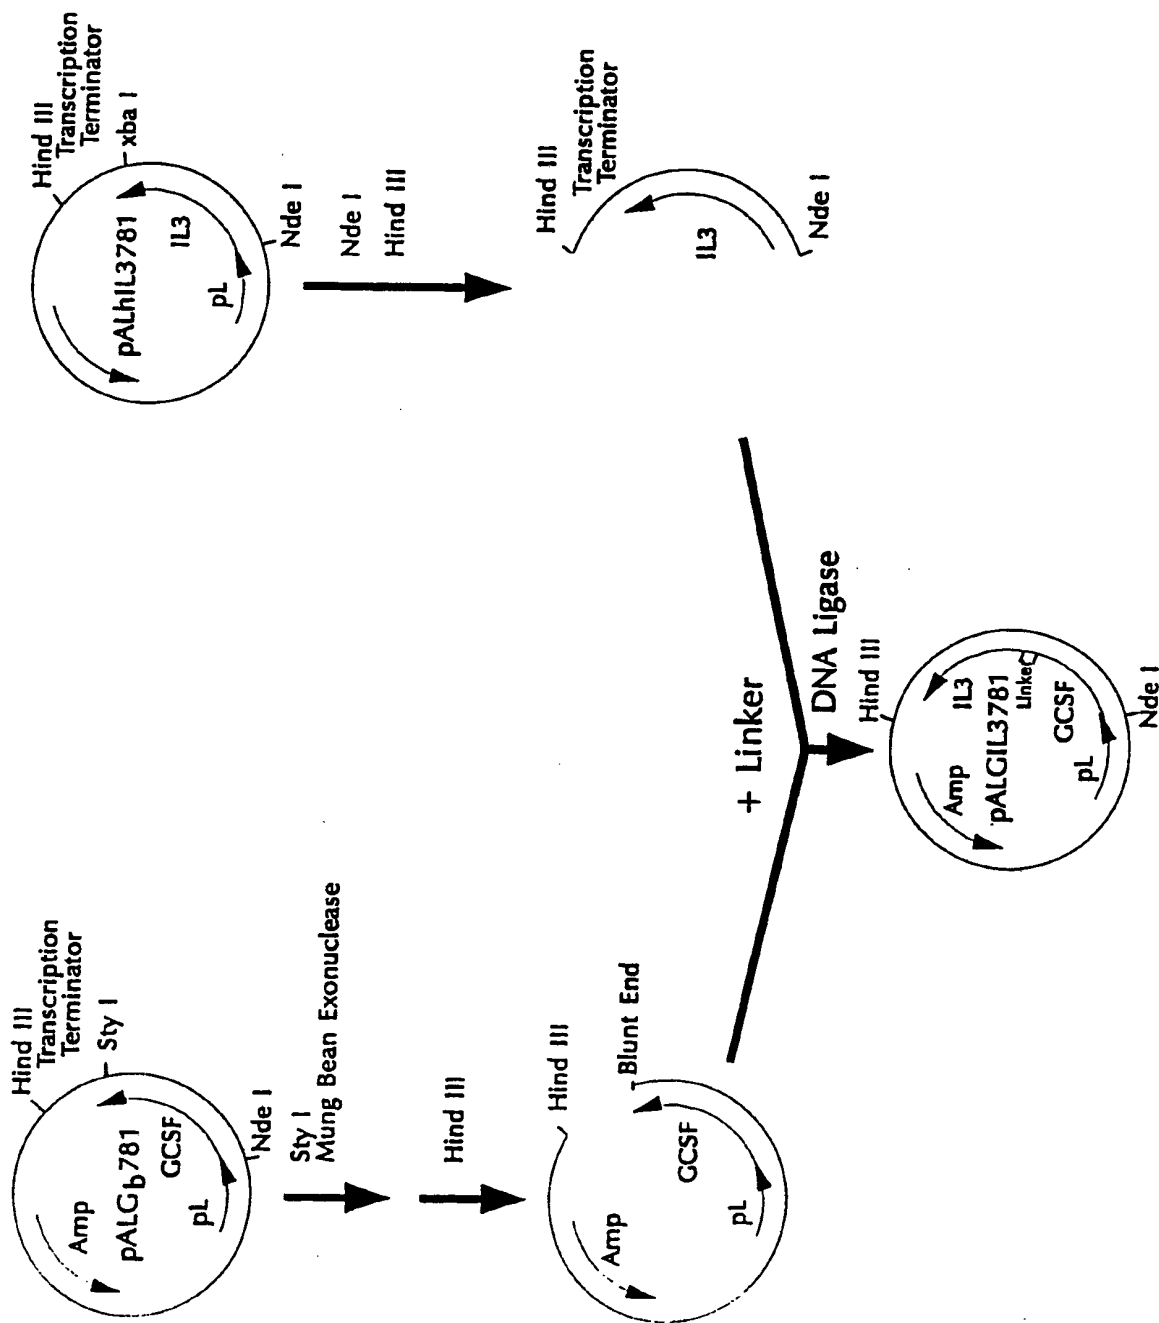 Hind III
Transcription
Terminator
Sty I
Amp
pALGb781
GCSF
pL
Nde I
Sty I
Mung Bean Exonuclease
Hind III
Hind III
Blunt End
Amp
GCSF
pL
Hind III
Transcription
Terminator
xba I
pALhIL3781
IL3
pL
Nde I
Nde I
Hind III
Hind III
Transcription
Terminator
IL3
Nde I
+ Linker
DNA Ligase
Hind III
Amp
IL3
pALGIL3781
Linker
GCSF
pL
Nde I